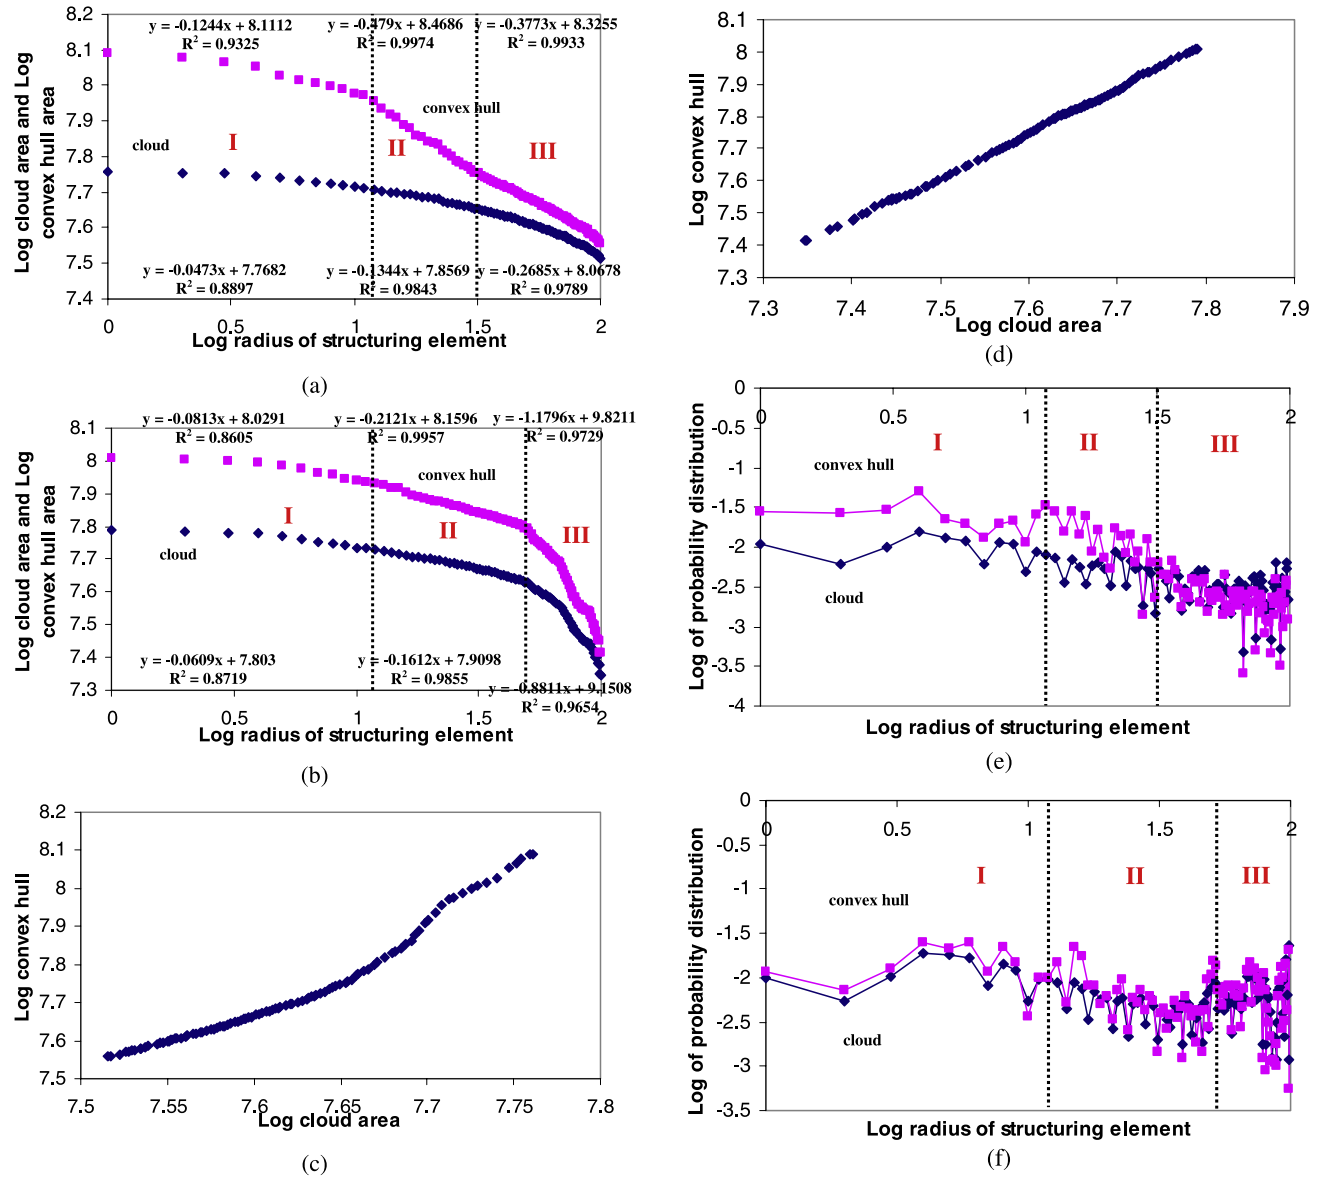 y = -0.1244x + 8.1112
R² = 0.9325
y = -0.479x + 8.4686
R² = 0.9974
y = -0.3773x + 8.3255
R² = 0.9933
8.2
8.1
8
7.9
7.8
7.7
7.6
7.5
7.4
Log cloud area and Log
convex hull area
convex hull
cloud
I
II
III
y = -0.0473x + 7.7682
R² = 0.8897
y = -0.1344x + 7.8569
R² = 0.9843
y = -0.2685x + 8.0678
R² = 0.9789
0 0.5 1 1.5 2
Log radius of structuring element
(a)
y = -0.0813x + 8.0291
R² = 0.8605
y = -0.2121x + 8.1596
R² = 0.9957
y = -1.1796x + 9.8211
R² = 0.9729
8.1
8
7.9
7.8
7.7
7.6
7.5
7.4
7.3
Log cloud area and Log
convex hull area
convex hull
cloud
I
II
III
y = -0.0609x + 7.803
R² = 0.8719
y = -0.1612x + 7.9098
R² = 0.9855
y = -0.8811x + 9.1508
R² = 0.9654
0 0.5 1 1.5 2
Log radius of structuring element
(b)
8.2
8.1
8
7.9
7.8
7.7
7.6
7.5
Log convex hull
7.5 7.55 7.6 7.65 7.7 7.75 7.8
Log cloud area
(c)
8.1
8
7.9
7.8
7.7
7.6
7.5
7.4
7.3
Log convex hull
7.3 7.4 7.5 7.6 7.7 7.8 7.9
Log cloud area
(d)
0
-0.5
-1
-1.5
-2
-2.5
-3
-3.5
-4
Log of probability distribution
0 0.5 1 1.5 2
I
II
III
convex hull
cloud
Log radius of structuring element
(e)
0
-0.5
-1
-1.5
-2
-2.5
-3
-3.5
Log of probability distribution
0 0.5 1 1.5 2
I
II
III
convex hull
cloud
Log radius of structuring element
(f)